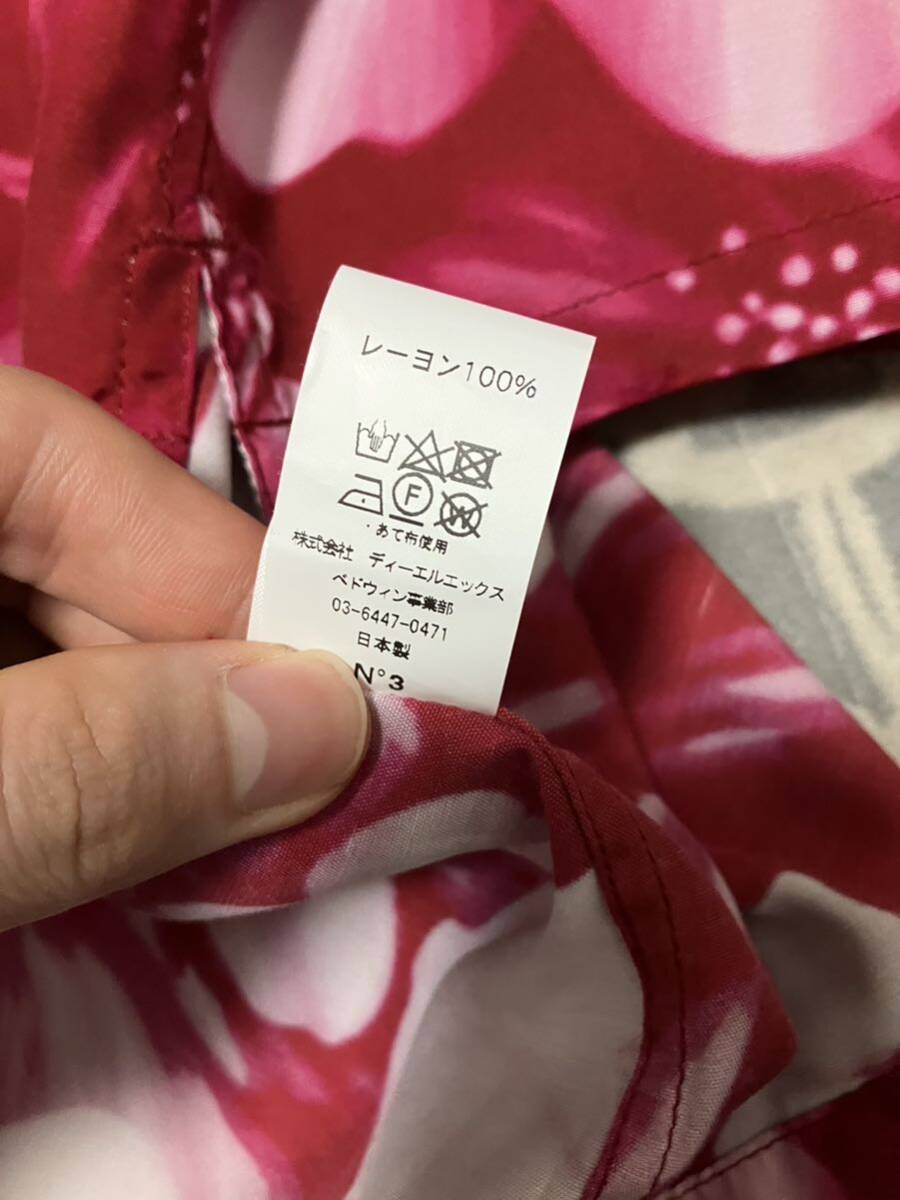 レーヨン100%
F
W
・あて布使用
株式会社 ディーエルエックス
ベドウィン事業部
03-6447-0471
日本製
N°3